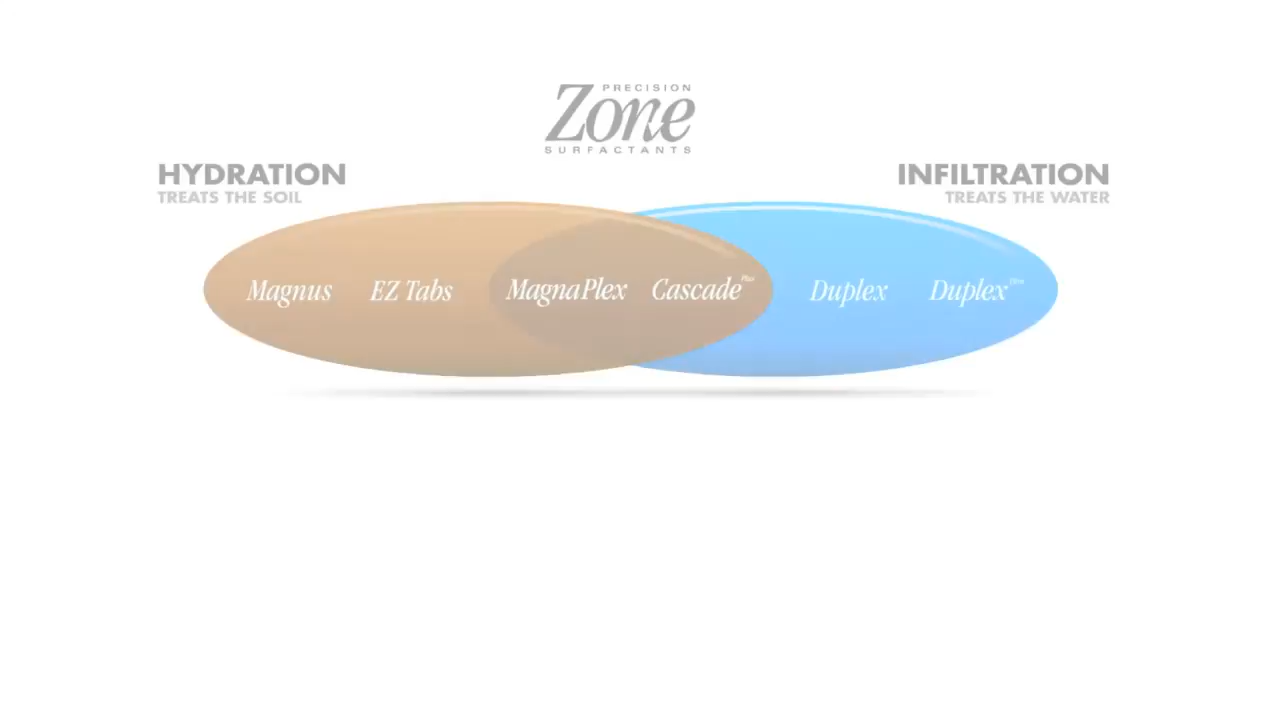 PRECISION
Zone
SURFACTANTS
HYDRATION
TREATS THE SOIL
INFILTRATION
TREATS THE WATER
Magnus EZ Tabs MagnaPlex Cascade Plus Duplex Duplex